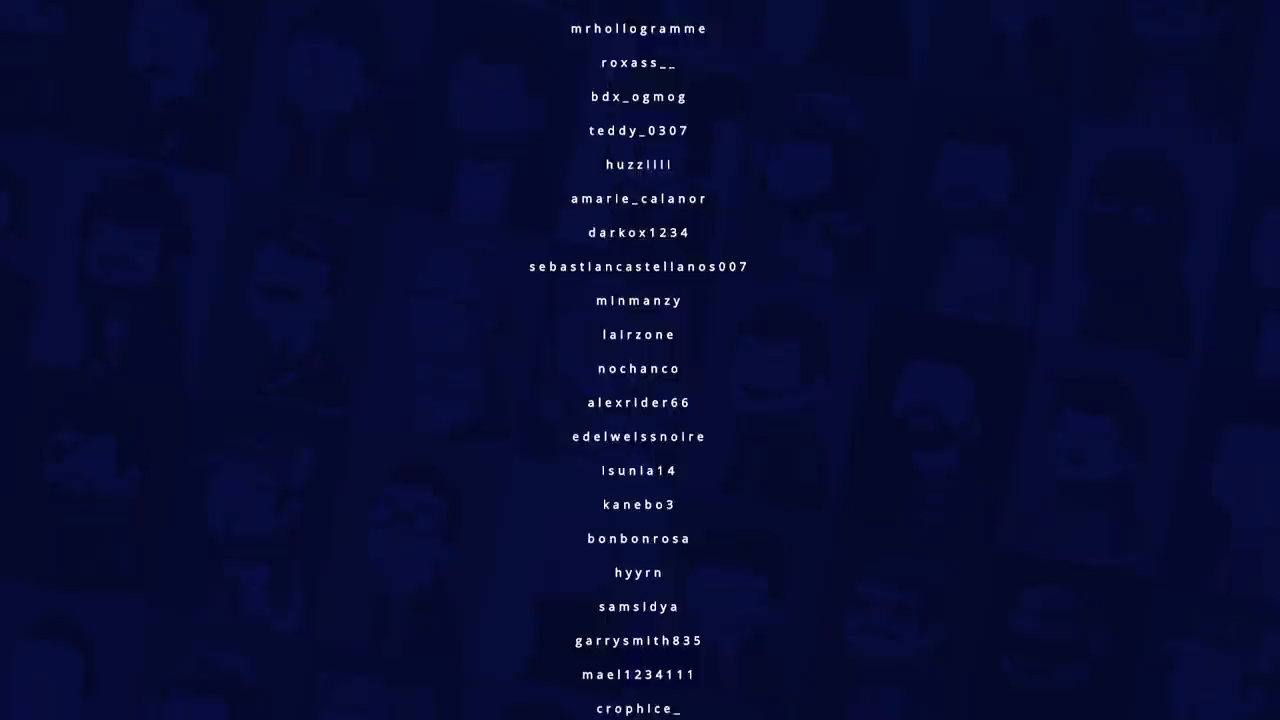 mrhollogramme
roxass__
bdx_ogmog
teddy_0307
huzziiii
amarie_calanor
darkox1234
sebastiancastellanos007
minmanzy
lairzone
nochanco
alexrider66
edelweissnoire
isunia14
kanebo3
bonbonrosa
hyyrn
samsidya
garrysmith835
mael1234111
crophice_